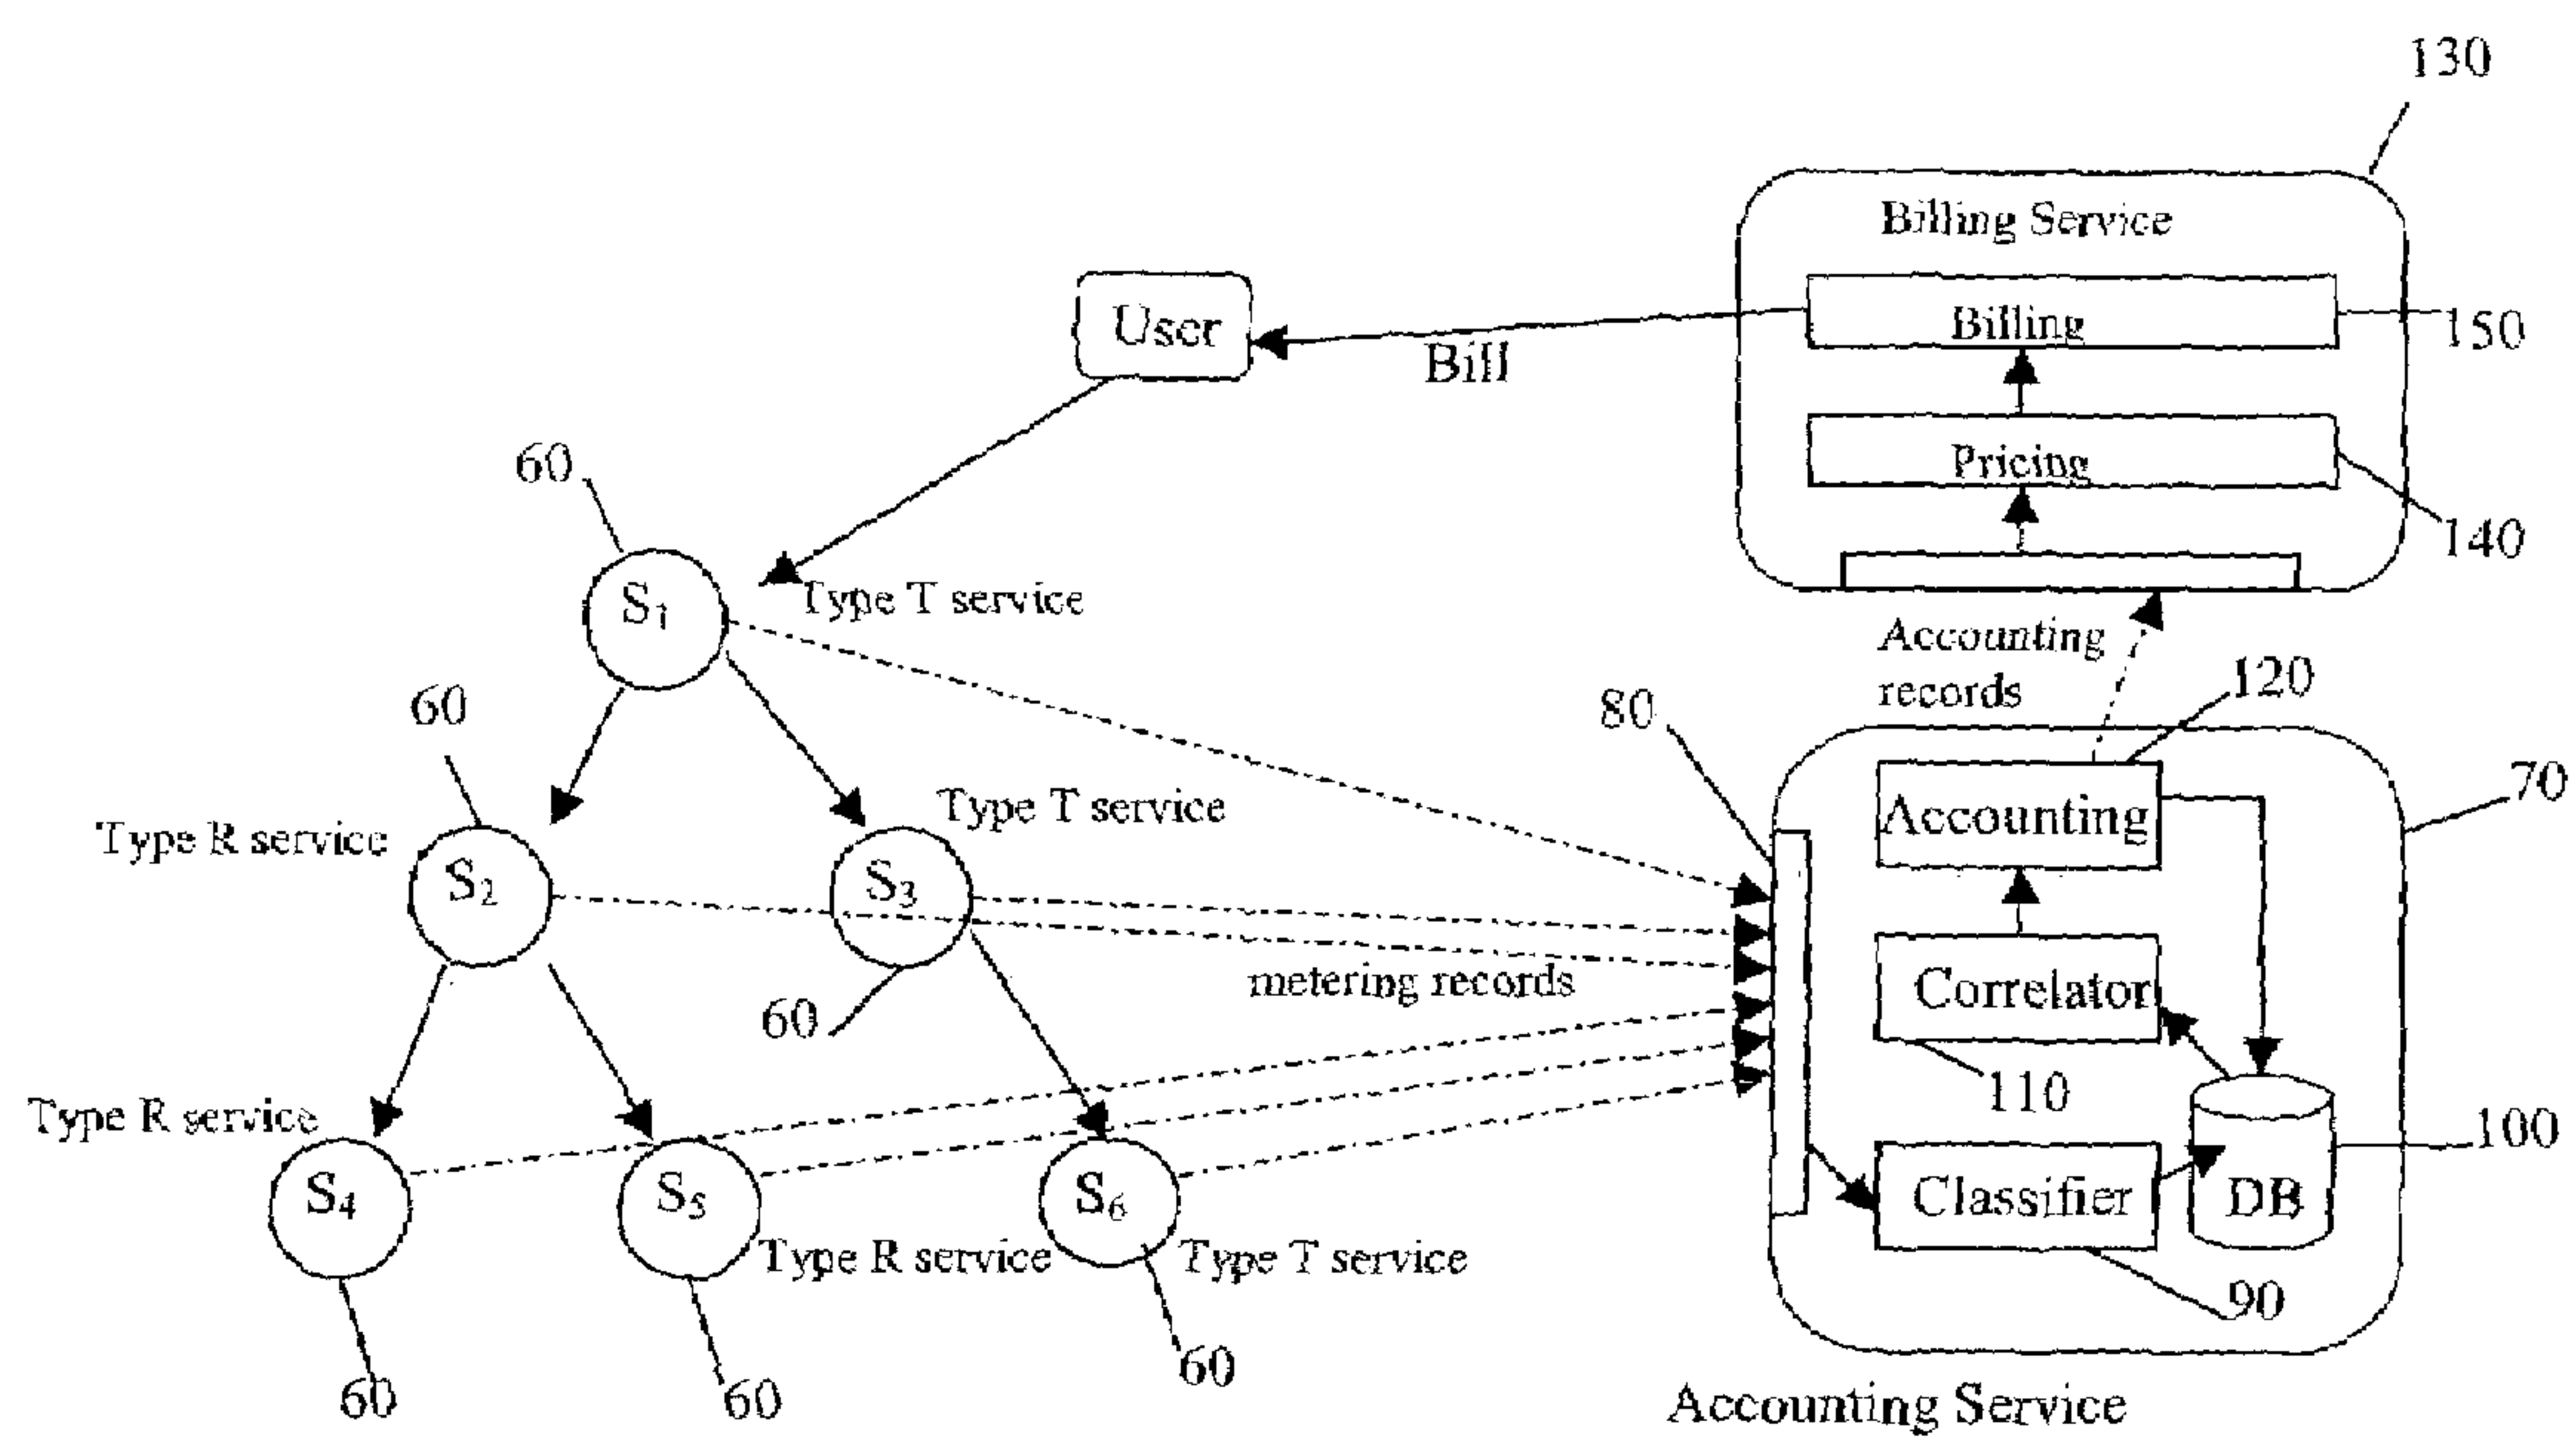 130
Billing Service
User
Billing
150
Bill
60
Pricing
140
S1
Type T service
Accounting
records
120
80
60
70
Type T service
Accounting
Type R service
S2
S3
metering records
Correlator
60
110
Type R service
100
S4
S5
S6
Classifier
DB
Type R service
Type T service
90
60
60
60
Accounting Service